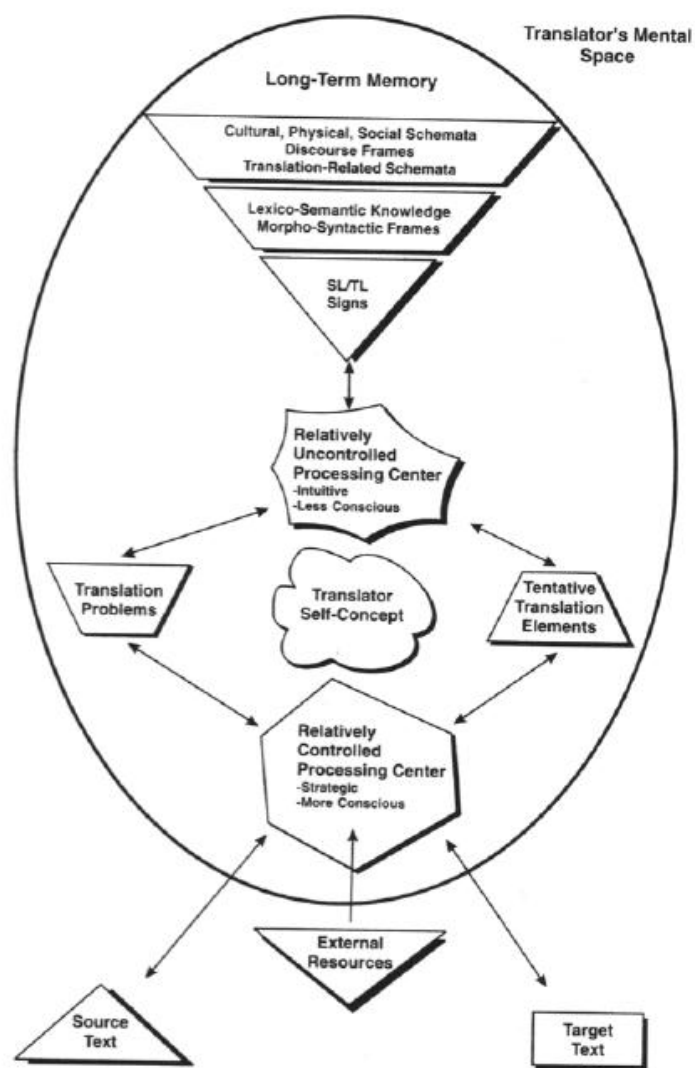 Translator's Mental
Space
Long-Term Memory
Cultural, Physical, Social Schemata
Discourse Frames
Translation-Related Schemata
Lexico-Semantic Knowledge
Morpho-Syntactic Frames
SL/TL
Signs
Relatively
Uncontrolled
Processing Center
-Intuitive
-Less Conscious
Translation
Problems
Translator
Self-Concept
Tentative
Translation
Elements
Relatively
Controlled
Processing Center
-Strategic
-More Conscious
External
Resources
Source
Text
Target
Text